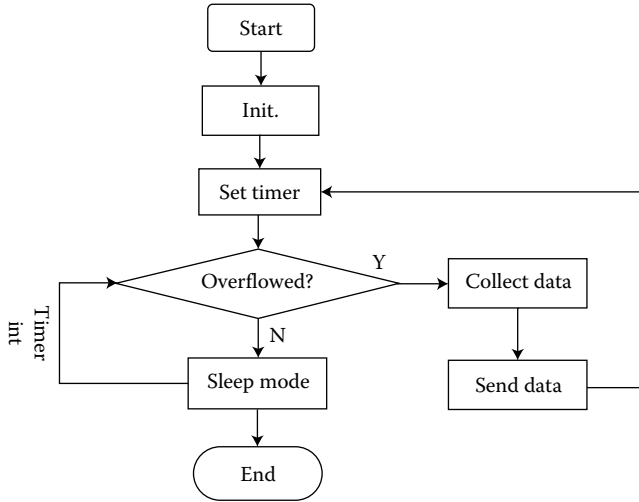 Start
Init.
Set timer
Overflowed?
Y
Collect data
N
Timer
int
Sleep mode
Send data
End